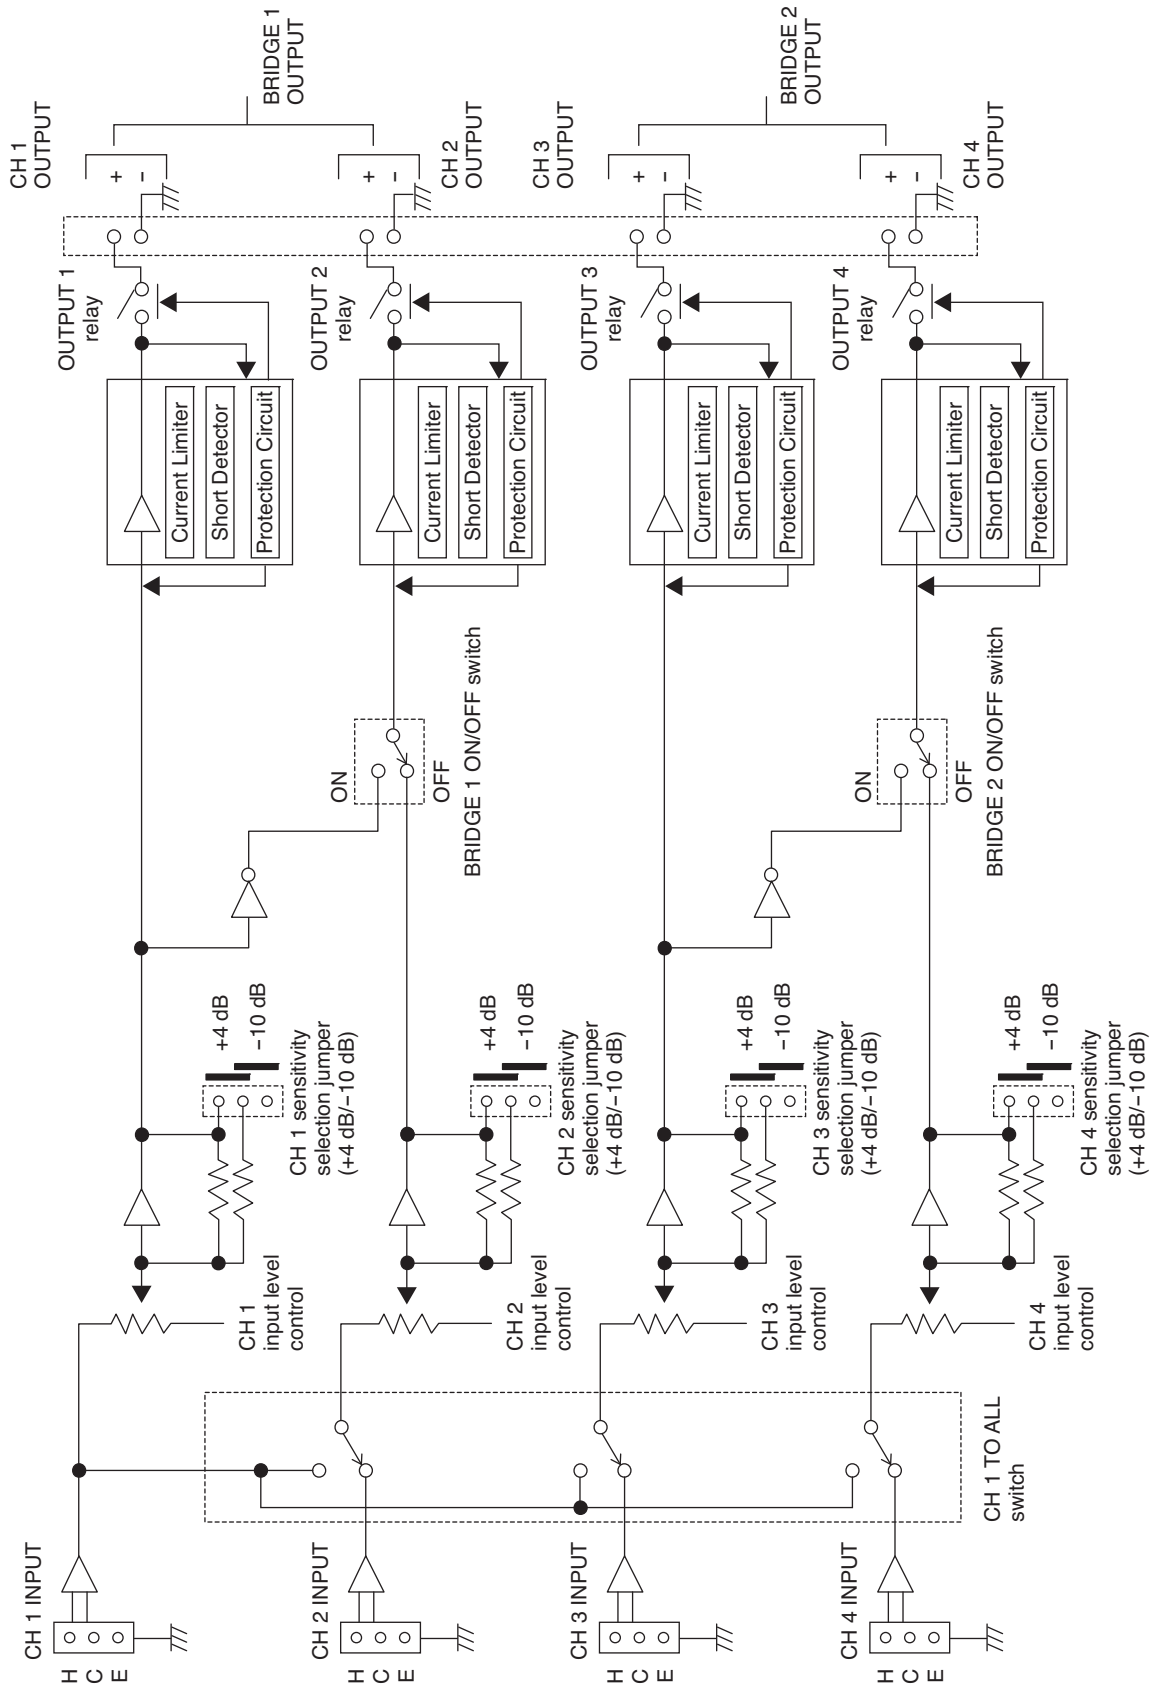 CH 1 INPUT
H
C
E
CH 1
input level
control
CH 1 sensitivity
selection jumper
(+4 dB/−10 dB)
+4 dB
−10 dB
Current Limiter
Short Detector
Protection Circuit
OUTPUT 1
relay
CH 1
OUTPUT
+
-
BRIDGE 1
OUTPUT
CH 2 INPUT
H
C
E
CH 2
input level
control
CH 2 sensitivity
selection jumper
(+4 dB/−10 dB)
+4 dB
−10 dB
ON
OFF
BRIDGE 1 ON/OFF switch
Current Limiter
Short Detector
Protection Circuit
OUTPUT 2
relay
+
-
CH 2
OUTPUT
CH 3 INPUT
H
C
E
CH 3
input level
control
CH 3 sensitivity
selection jumper
(+4 dB/−10 dB)
+4 dB
−10 dB
Current Limiter
Short Detector
Protection Circuit
OUTPUT 3
relay
CH 3
OUTPUT
+
-
BRIDGE 2
OUTPUT
CH 4 INPUT
H
C
E
CH 1 TO ALL
switch
CH 4
input level
control
CH 4 sensitivity
selection jumper
(+4 dB/−10 dB)
+4 dB
−10 dB
ON
OFF
BRIDGE 2 ON/OFF switch
Current Limiter
Short Detector
Protection Circuit
OUTPUT 4
relay
+
-
CH 4
OUTPUT